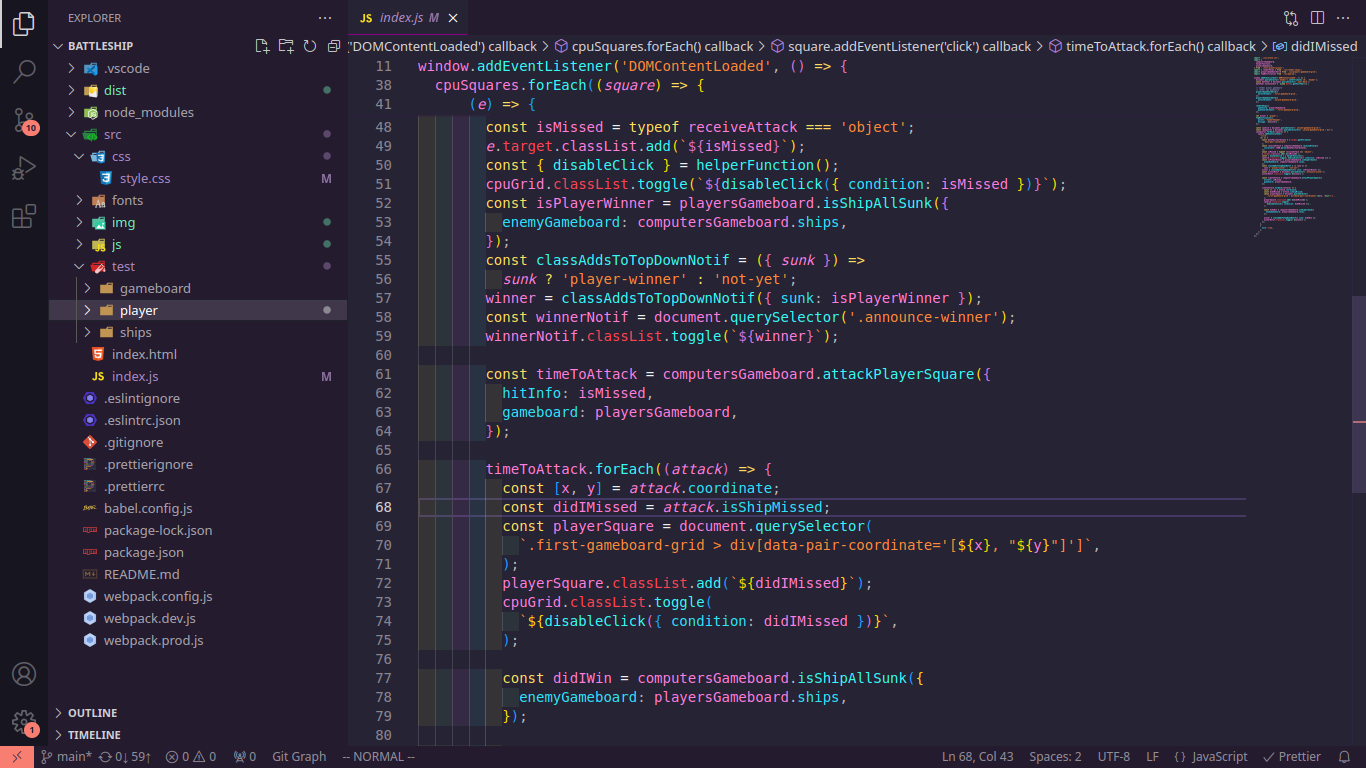 EXPLORER
BATTLESHIP
.vscode
dist
node_modules
src
css
style.css M
fonts
img
js
test
gameboard
player
ships
index.html
index.js M
.eslintignore
.eslintrc.json
.gitignore
.prettierignore
.prettierrc
babel.config.js
package-lock.json
package.json
README.md
webpack.config.js
webpack.dev.js
webpack.prod.js
OUTLINE
TIMELINE
10
1
JS index.js M
'DOMContentLoaded') callback > cpuSquares.forEach() callback > square.addEventListener('click') callback > timeToAttack.forEach() callback > didIMissed
11 window.addEventListener('DOMContentLoaded', () => {
38 cpuSquares.forEach((square) => {
41 (e) => {
48 const isMissed = typeof receiveAttack === 'object';
49 e.target.classList.add(`${isMissed}`);
50 const { disableClick } = helperFunction();
51 cpuGrid.classList.toggle(`${disableClick({ condition: isMissed })}`);
52 const isPlayerWinner = playersGameboard.isShipAllSunk({
53 enemyGameboard: computersGameboard.ships,
54 });
55 const classAddsToTopDownNotif = ({ sunk }) =>
56 sunk ? 'player-winner' : 'not-yet';
57 winner = classAddsToTopDownNotif({ sunk: isPlayerWinner });
58 const winnerNotif = document.querySelector('.announce-winner');
59 winnerNotif.classList.toggle(`${winner}`);
60
61 const timeToAttack = computersGameboard.attackPlayerSquare({
62 hitInfo: isMissed,
63 gameboard: playersGameboard,
64 });
65
66 timeToAttack.forEach((attack) => {
67 const [x, y] = attack.coordinate;
68 const didIMissed = attack.isShipMissed;
69 const playerSquare = document.querySelector(
70 `.first-gameboard-grid > div[data-pair-coordinate='[${x}, "${y}"]']`,
71 );
72 playerSquare.classList.add(`${didIMissed}`);
73 cpuGrid.classList.toggle(
74 `${disableClick({ condition: didIMissed })}`,
75 );
76
77 const didIWin = computersGameboard.isShipAllSunk({
78 enemyGameboard: playersGameboard.ships,
79 });
80
main* 0↓ 59↑ 0 0 0 Git Graph -- NORMAL -- Ln 68, Col 43 Spaces: 2 UTF-8 LF { } JavaScript Prettier